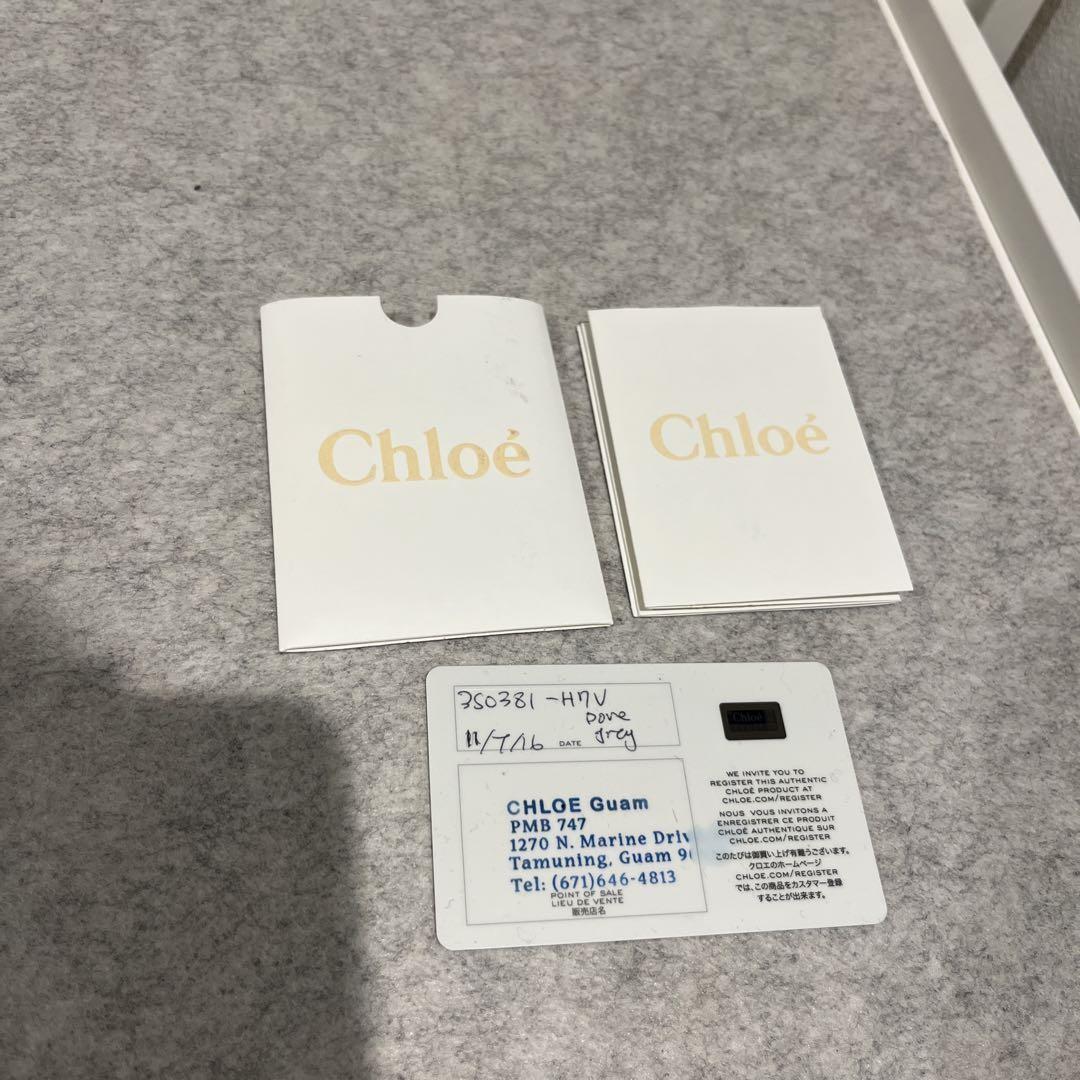 Chloé
Chloé
3S0381-H7V
Dove
grey
11/7/16 DATE
CHLOE Guam
PMB 747
1270 N. Marine Driv
Tamuning, Guam 9
Tel: (671)646-4813
POINT OF SALE
LIEU DE VENTE
販売店名
Chloé
WE INVITE YOU TO
REGISTER THIS AUTHENTIC
CHLOÉ PRODUCT AT
CHLOE.COM/REGISTER
NOUS VOUS INVITONS A
ENREGISTRER CE PRODUIT
CHLOÉ AUTHENTIQUE SUR
CHLOE.COM/REGISTER
このたびは御買い上げ有難うございます。
クロエのホームページ
CHLOE.COM/REGISTER
では、この商品をカスタマー登録
することが出来ます。